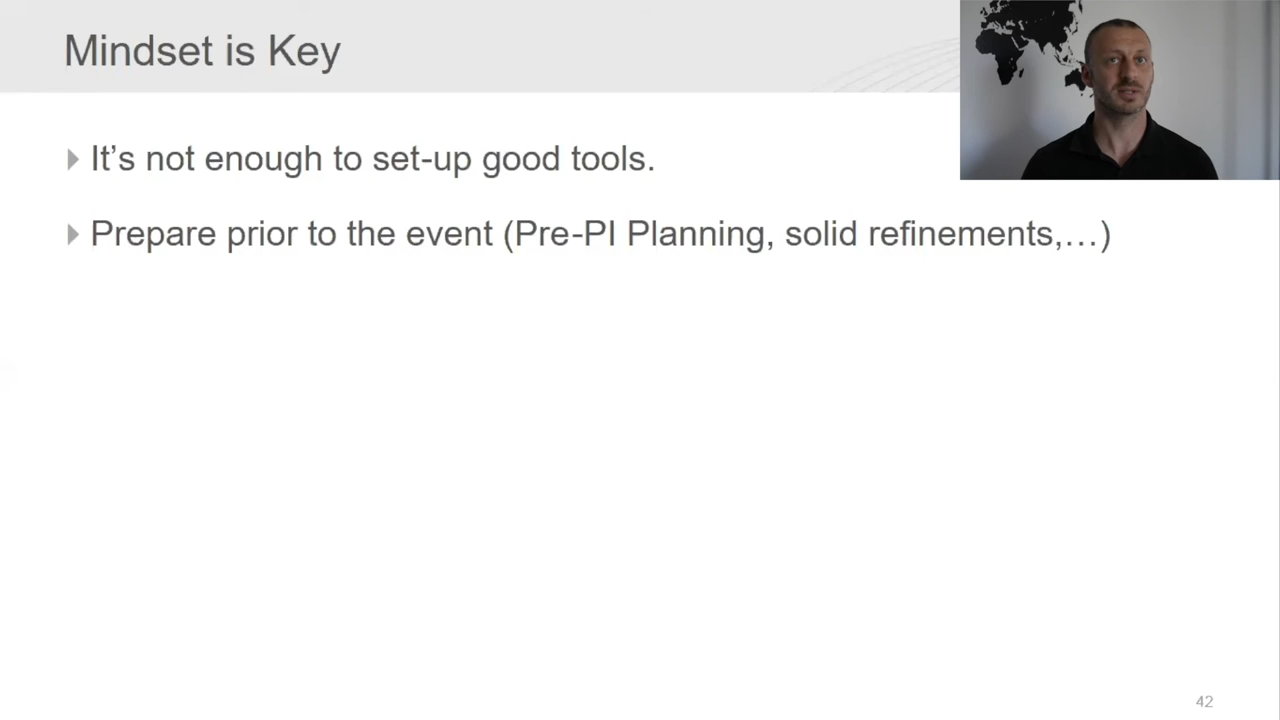 Mindset is Key
It’s not enough to set-up good tools.
Prepare prior to the event (Pre-PI Planning, solid refinements,…)
42